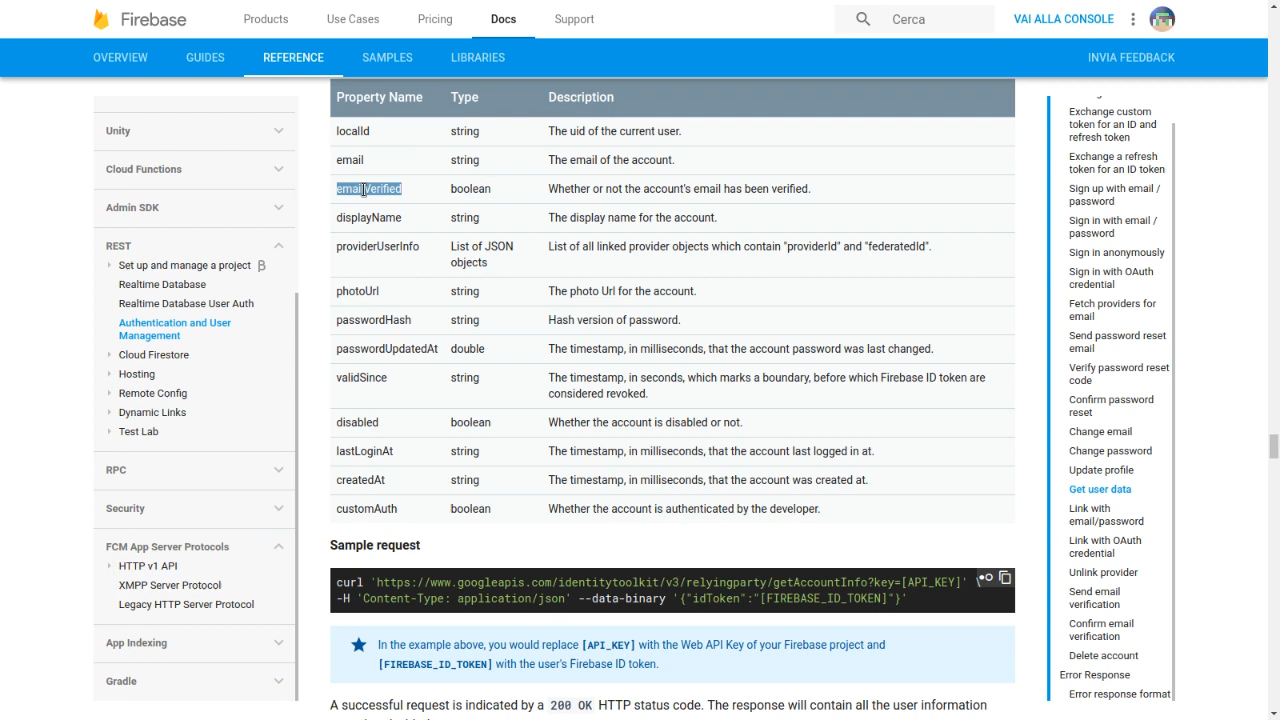 Firebase
Products
Use Cases
Pricing
Docs
Support
Cerca
VAI ALLA CONSOLE
OVERVIEW
GUIDES
REFERENCE
SAMPLES
LIBRARIES
INVIA FEEDBACK
Unity
Cloud Functions
Admin SDK
REST
Set up and manage a project β
Realtime Database
Realtime Database User Auth
Authentication and User
Management
Cloud Firestore
Hosting
Remote Config
Dynamic Links
Test Lab
RPC
Security
FCM App Server Protocols
HTTP v1 API
XMPP Server Protocol
Legacy HTTP Server Protocol
App Indexing
Gradle
Property Name Type Description
localId string The uid of the current user.
email string The email of the account.
emailVerified boolean Whether or not the account's email has been verified.
displayName string The display name for the account.
providerUserInfo List of JSON List of all linked provider objects which contain "providerId" and "federatedId".
objects
photoUrl string The photo Url for the account.
passwordHash string Hash version of password.
passwordUpdatedAt double The timestamp, in milliseconds, that the account password was last changed.
validSince string The timestamp, in seconds, which marks a boundary, before which Firebase ID token are
considered revoked.
disabled boolean Whether the account is disabled or not.
lastLoginAt string The timestamp, in milliseconds, that the account last logged in at.
createdAt string The timestamp, in milliseconds, that the account was created at.
customAuth boolean Whether the account is authenticated by the developer.
Sample request
curl 'https://www.googleapis.com/identitytoolkit/v3/relyingparty/getAccountInfo?key=[API_KEY]' \
-H 'Content-Type: application/json' --data-binary '{"idToken":"[FIREBASE_ID_TOKEN]"}'
In the example above, you would replace [API_KEY] with the Web API Key of your Firebase project and
[FIREBASE_ID_TOKEN] with the user's Firebase ID token.
A successful request is indicated by a 200 OK HTTP status code. The response will contain all the user information
Exchange custom
token for an ID and
refresh token
Exchange a refresh
token for an ID token
Sign up with email /
password
Sign in with email /
password
Sign in anonymously
Sign in with OAuth
credential
Fetch providers for
email
Send password reset
email
Verify password reset
code
Confirm password
reset
Change email
Change password
Update profile
Get user data
Link with
email/password
Link with OAuth
credential
Unlink provider
Send email
verification
Confirm email
verification
Delete account
Error Response
Error response format